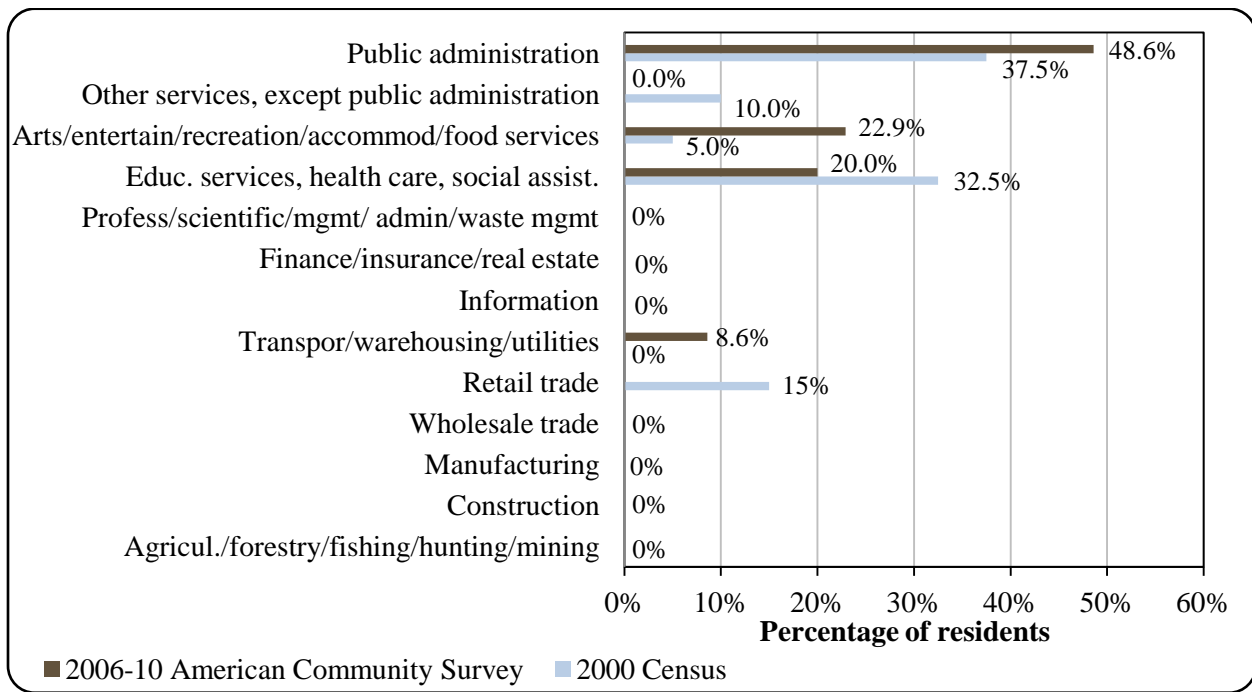 Public administration 48.6%
37.5%
0.0%
Other services, except public administration
10.0%
Arts/entertain/recreation/accommod/food services 22.9%
5.0%
Educ. services, health care, social assist. 20.0%
32.5%
Profess/scientific/mgmt/ admin/waste mgmt 0%
Finance/insurance/real estate 0%
Information 0%
Transpor/warehousing/utilities 8.6%
0%
Retail trade 15%
Wholesale trade 0%
Manufacturing 0%
Construction 0%
Agricul./forestry/fishing/hunting/mining 0%
0% 10% 20% 30% 40% 50% 60%
Percentage of residents
2006-10 American Community Survey 2000 Census